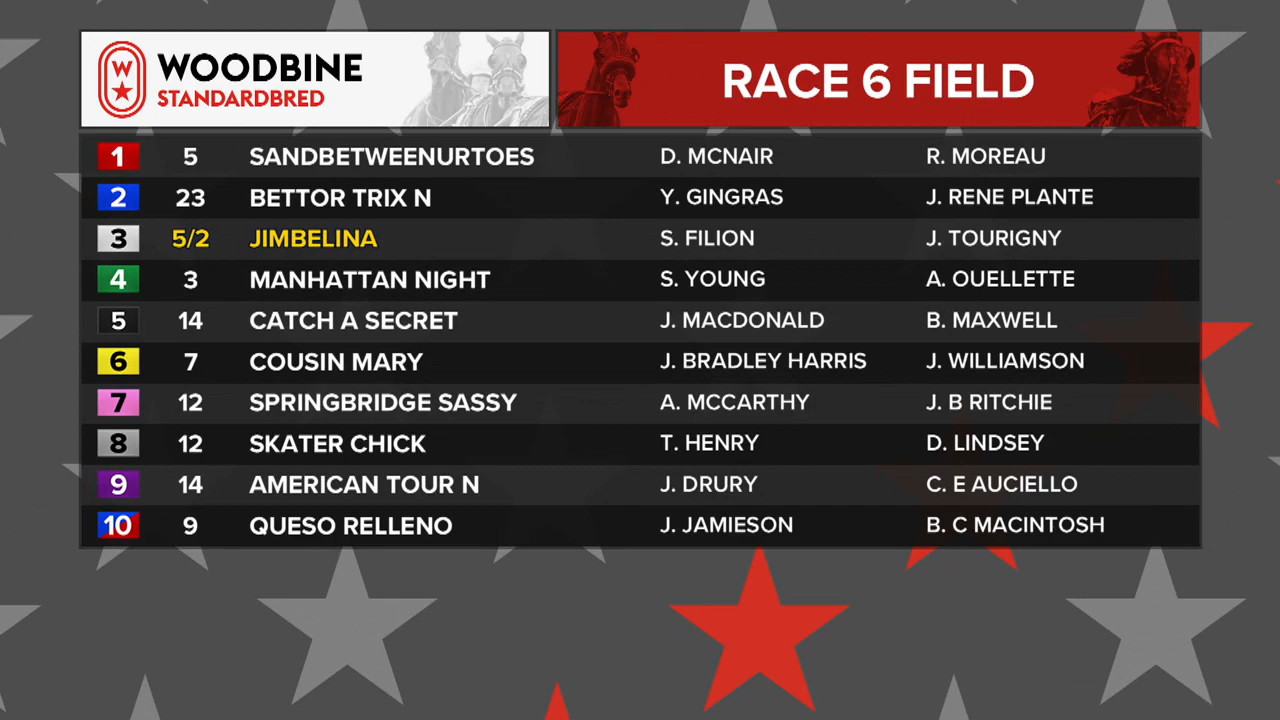 W
WOODBINE
STANDARDBRED
RACE 6 FIELD
1 5 SANDBETWEENURTOES D. MCNAIR R. MOREAU
2 23 BETTOR TRIX N Y. GINGRAS J. RENE PLANTE
3 5/2 JIMBELINA S. FILION J. TOURIGNY
4 3 MANHATTAN NIGHT S. YOUNG A. OUELLETTE
5 14 CATCH A SECRET J. MACDONALD B. MAXWELL
6 7 COUSIN MARY J. BRADLEY HARRIS J. WILLIAMSON
7 12 SPRINGBRIDGE SASSY A. MCCARTHY J. B RITCHIE
8 12 SKATER CHICK T. HENRY D. LINDSEY
9 14 AMERICAN TOUR N J. DRURY C. E AUCIELLO
10 9 QUESO RELLENO J. JAMIESON B. C MACINTOSH